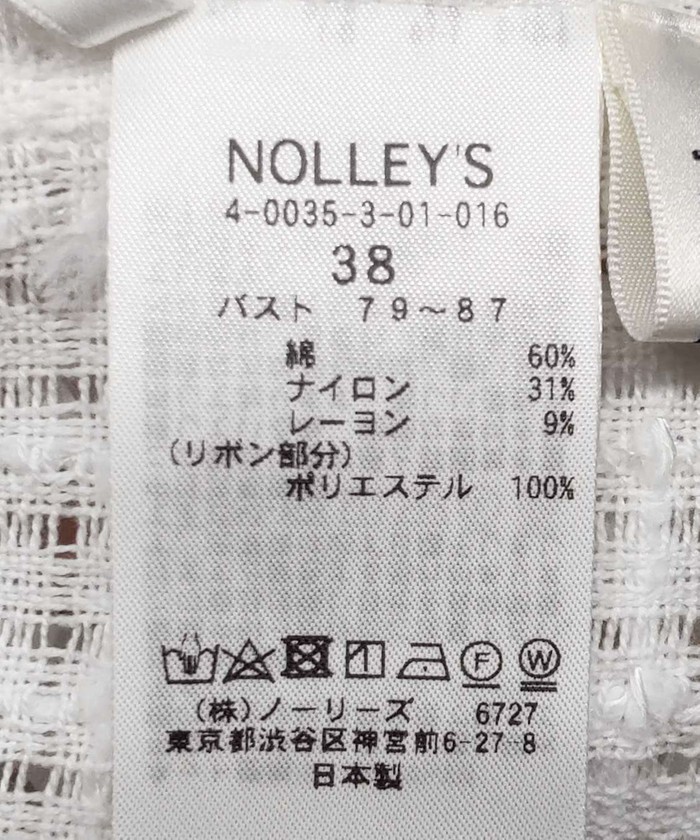 NOLLEY'S
4-0035-3-01-016
38
バスト 79～87
綿 60%
ナイロン 31%
レーヨン 9%
(リボン部分)
ポリエステル 100%
F W
(株)ノーリーズ 6727
東京都渋谷区神宮前6-27-8
日本製